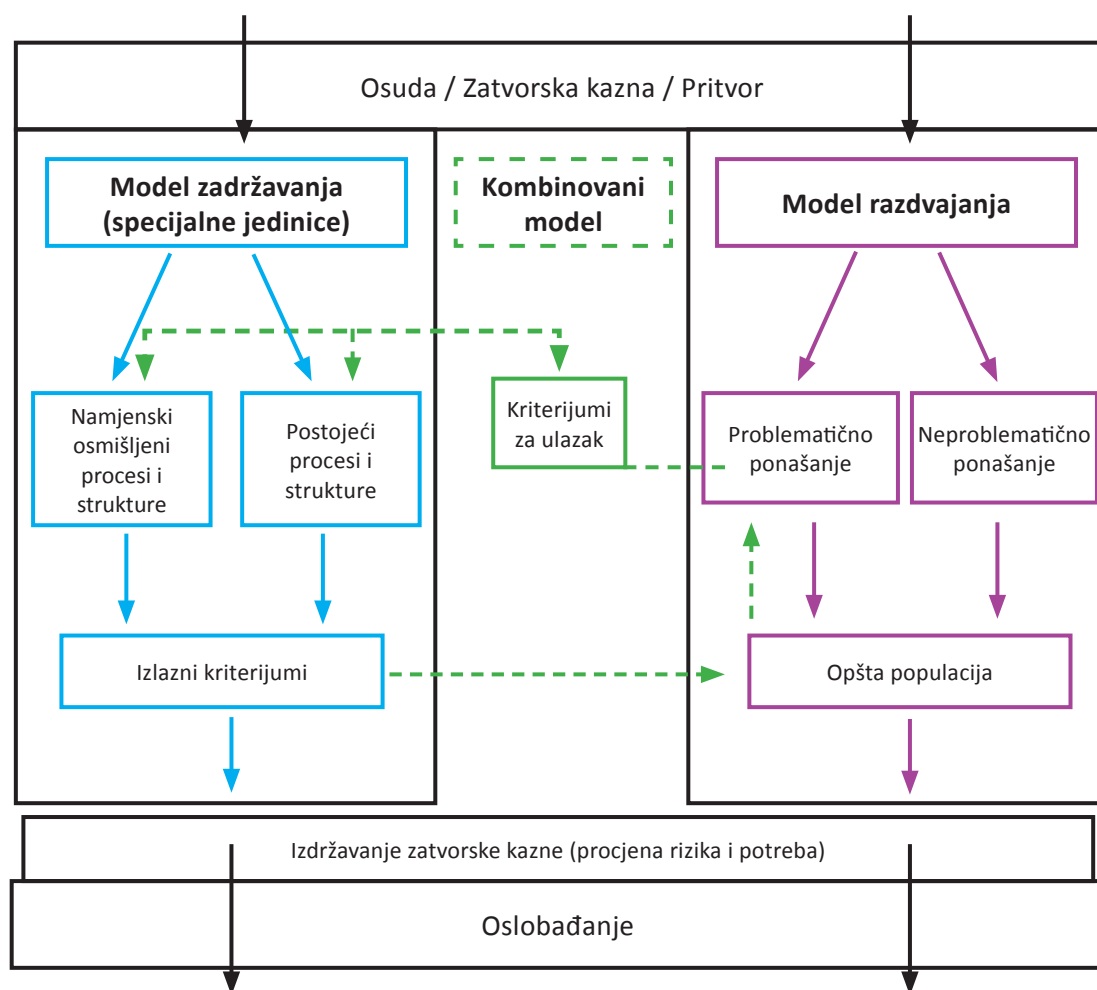 Osuda / Zatvorska kazna / Pritvor
Model zadržavanja
(specijalne jedinice)
Kombinovani
model
Model razdvajanja
Namjenski
osmišljeni
procesi i
strukture
Postojeći
procesi i
strukture
Kriterijumi
za ulazak
Problematično
ponašanje
Neproblematično
ponašanje
Izlazni kriterijumi
Opšta populacija
Izdržavanje zatvorske kazne (procjena rizika i potreba)
Oslobađanje